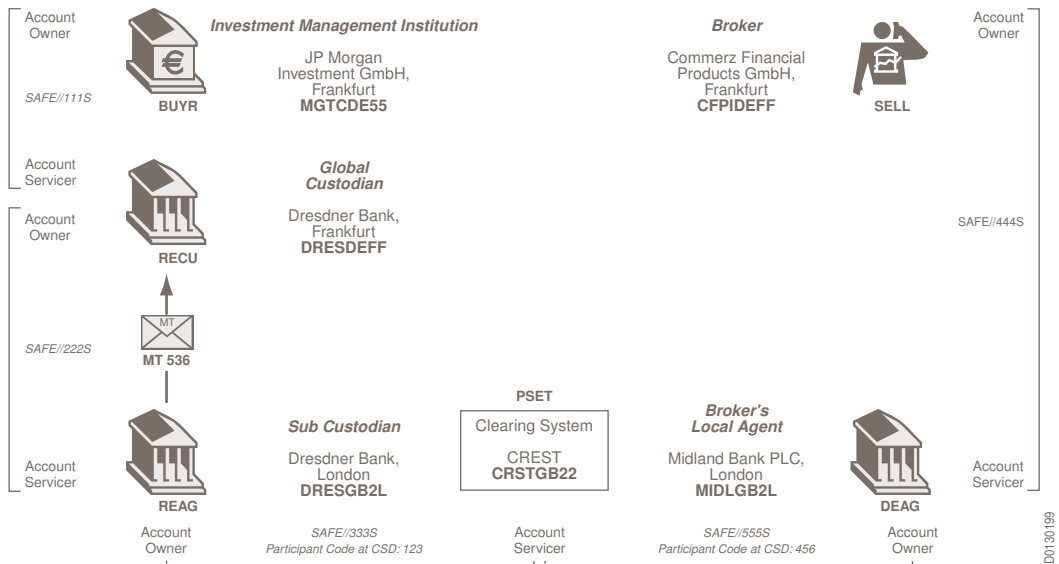 Account
Owner
Investment Management Institution
Broker
Account
Owner
JP Morgan
Investment GmbH,
Frankfurt
MGTCDE55
Commerz Financial
Products GmbH,
Frankfurt
CFPIDEFF
€
SAFE//111S
BUYR
SELL
Account
Servicer
Global
Custodian
Account
Owner
Dresdner Bank,
Frankfurt
DRESDEFF
SAFE//444S
RECU
MT
SAFE//222S
MT 536
PSET
Sub Custodian
Clearing System
Broker's
Local Agent
Dresdner Bank,
London
DRESGB2L
CREST
CRSTGB22
Midland Bank PLC,
London
MIDLGB2L
Account
Servicer
Account
Servicer
REAG
DEAG
Account
Owner
SAFE//333S
Participant Code at CSD: 123
Account
Servicer
SAFE//555S
Participant Code at CSD: 456
Account
Owner
D0130199